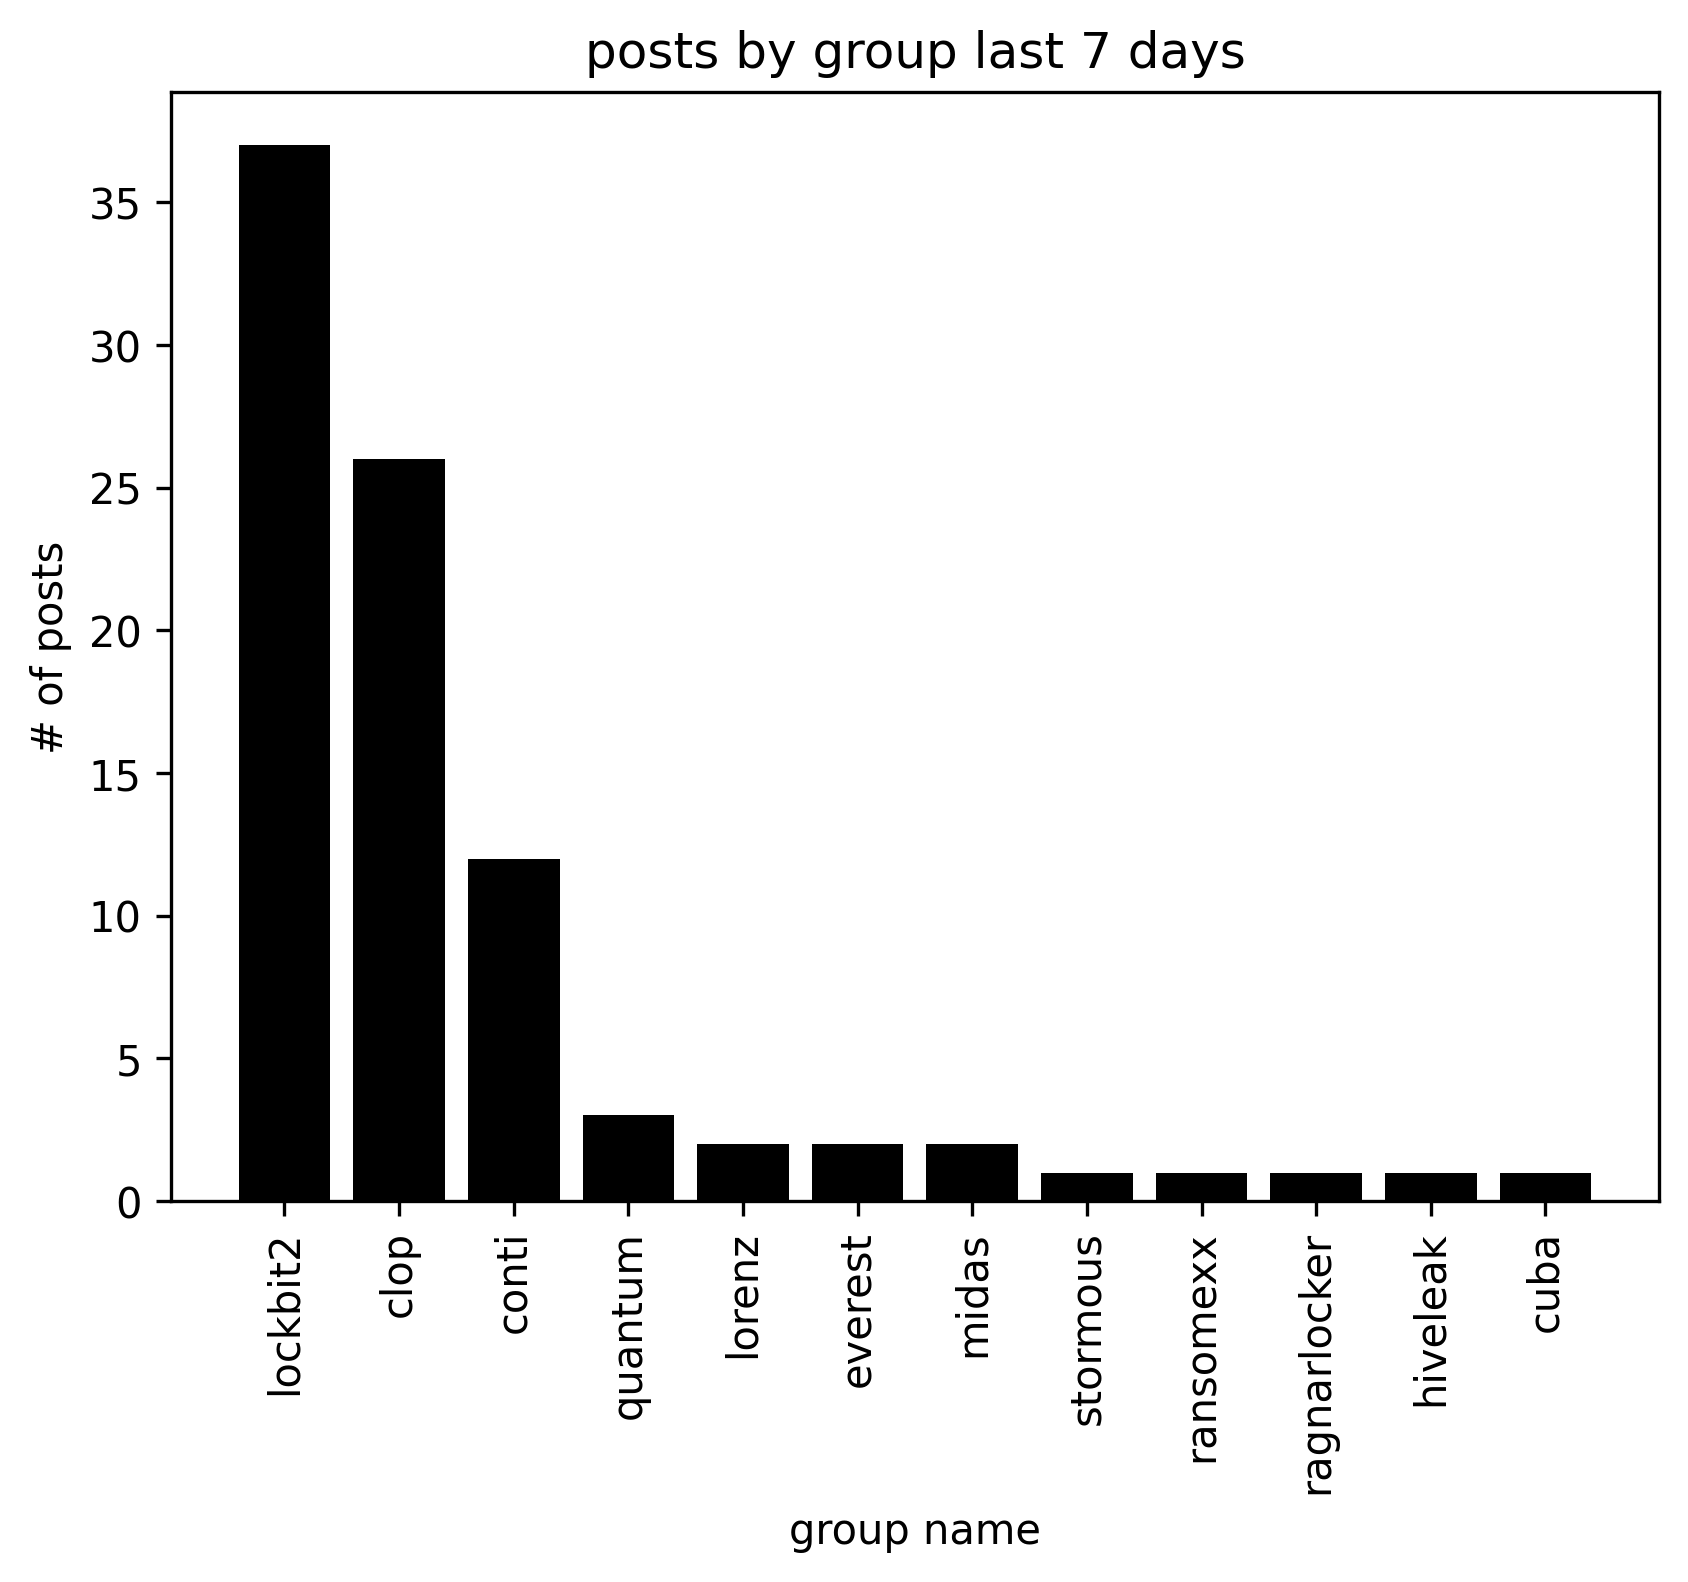 posts by group last 7 days
# of posts
35
30
25
20
15
10
5
0
lockbit2
clop
conti
quantum
lorenz
everest
midas
stormous
ransomexx
ragnarlocker
hiveleak
cuba
group name